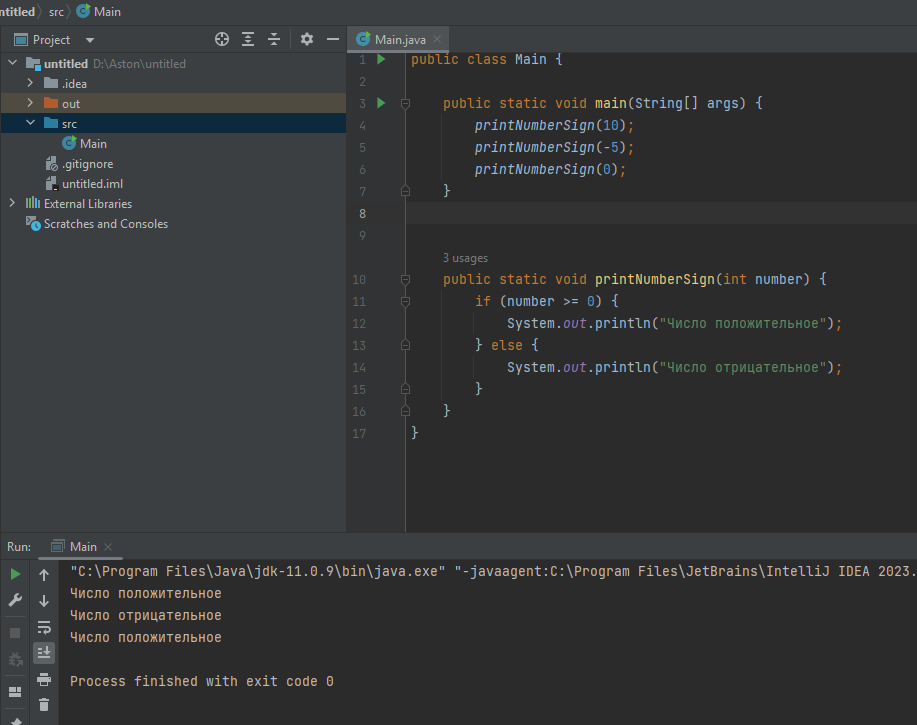 ntitled src Main
Project
untitled D:\Aston\untitled
.idea
out
src
Main
.gitignore
untitled.iml
External Libraries
Scratches and Consoles
Main.java
1 public class Main {
2
3 public static void main(String[] args) {
4 printNumberSign(10);
5 printNumberSign(-5);
6 printNumberSign(0);
7 }
8
9
3 usages
10 public static void printNumberSign(int number) {
11 if (number >= 0) {
12 System.out.println("Число положительное");
13 } else {
14 System.out.println("Число отрицательное");
15 }
16 }
17 }
Run: Main
"C:\Program Files\Java\jdk-11.0.9\bin\java.exe" "-javaagent:C:\Program Files\JetBrains\IntelliJ IDEA 2023.
Число положительное
Число отрицательное
Число положительное
Process finished with exit code 0